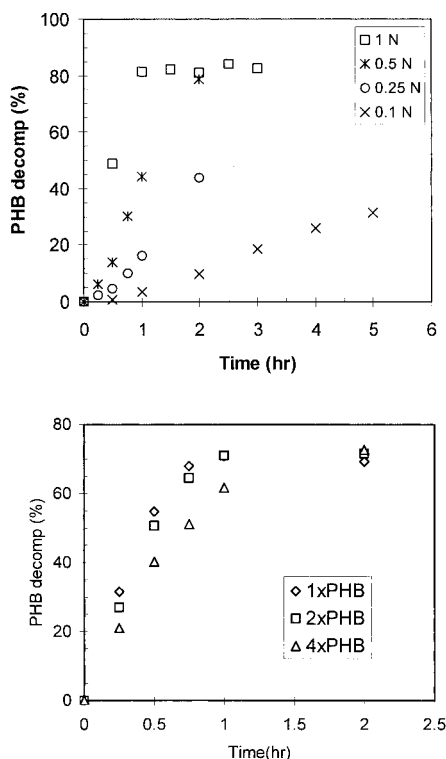 PHB decomp (%)
100
80
60
40
20
0
1 N
0.5 N
0.25 N
0.1 N
0 1 2 3 4 5 6
Time (hr)
PHB decomp (%)
80
60
40
20
0
1xPHB
2xPHB
4xPHB
0 0.5 1 1.5 2 2.5
Time(hr)